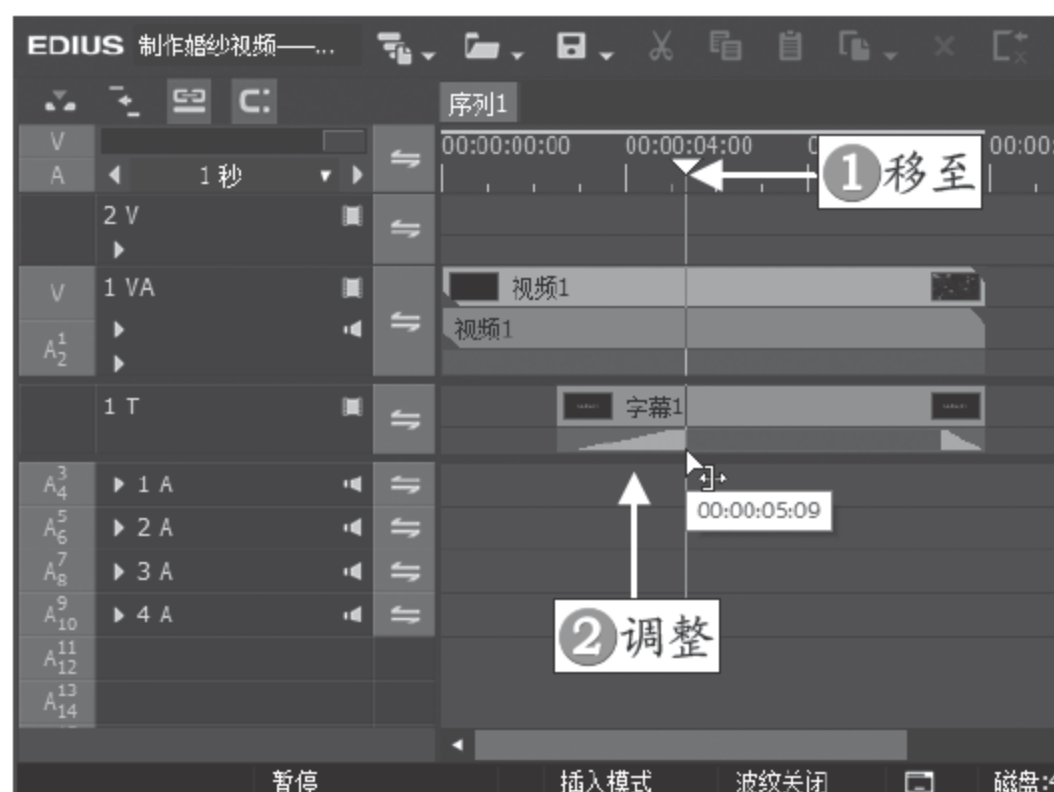 EDIUS 制作婚纱视频——...
序列1
V
A
1 秒
00:00:00:00 00:00:04:00 00:00:
1 移至
2 V
V
1 VA
视频1
A1 2
视频1
1 T
字幕1
A3 4
1 A
00:00:05:09
A5 6
2 A
A7 8
3 A
A9 10
4 A
2 调整
A11 12
A13 14
暂停 插入模式 波纹关闭 磁盘: